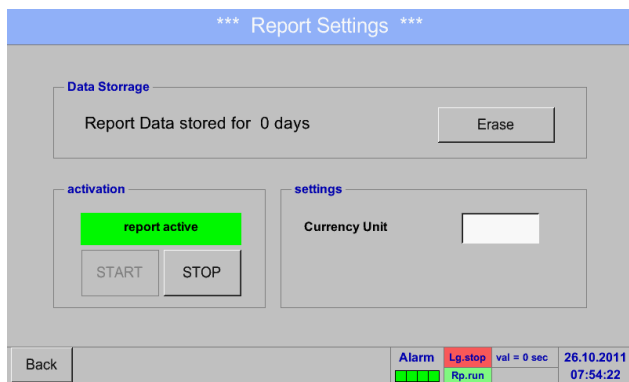 *** Report Settings ***
Data Storrage
Report Data stored for 0 days
Erase
activation
report active
START
STOP
settings
Currency Unit
Back
Alarm
Lg.stop
val = 0 sec
26.10.2011
Rp.run
07:54:22